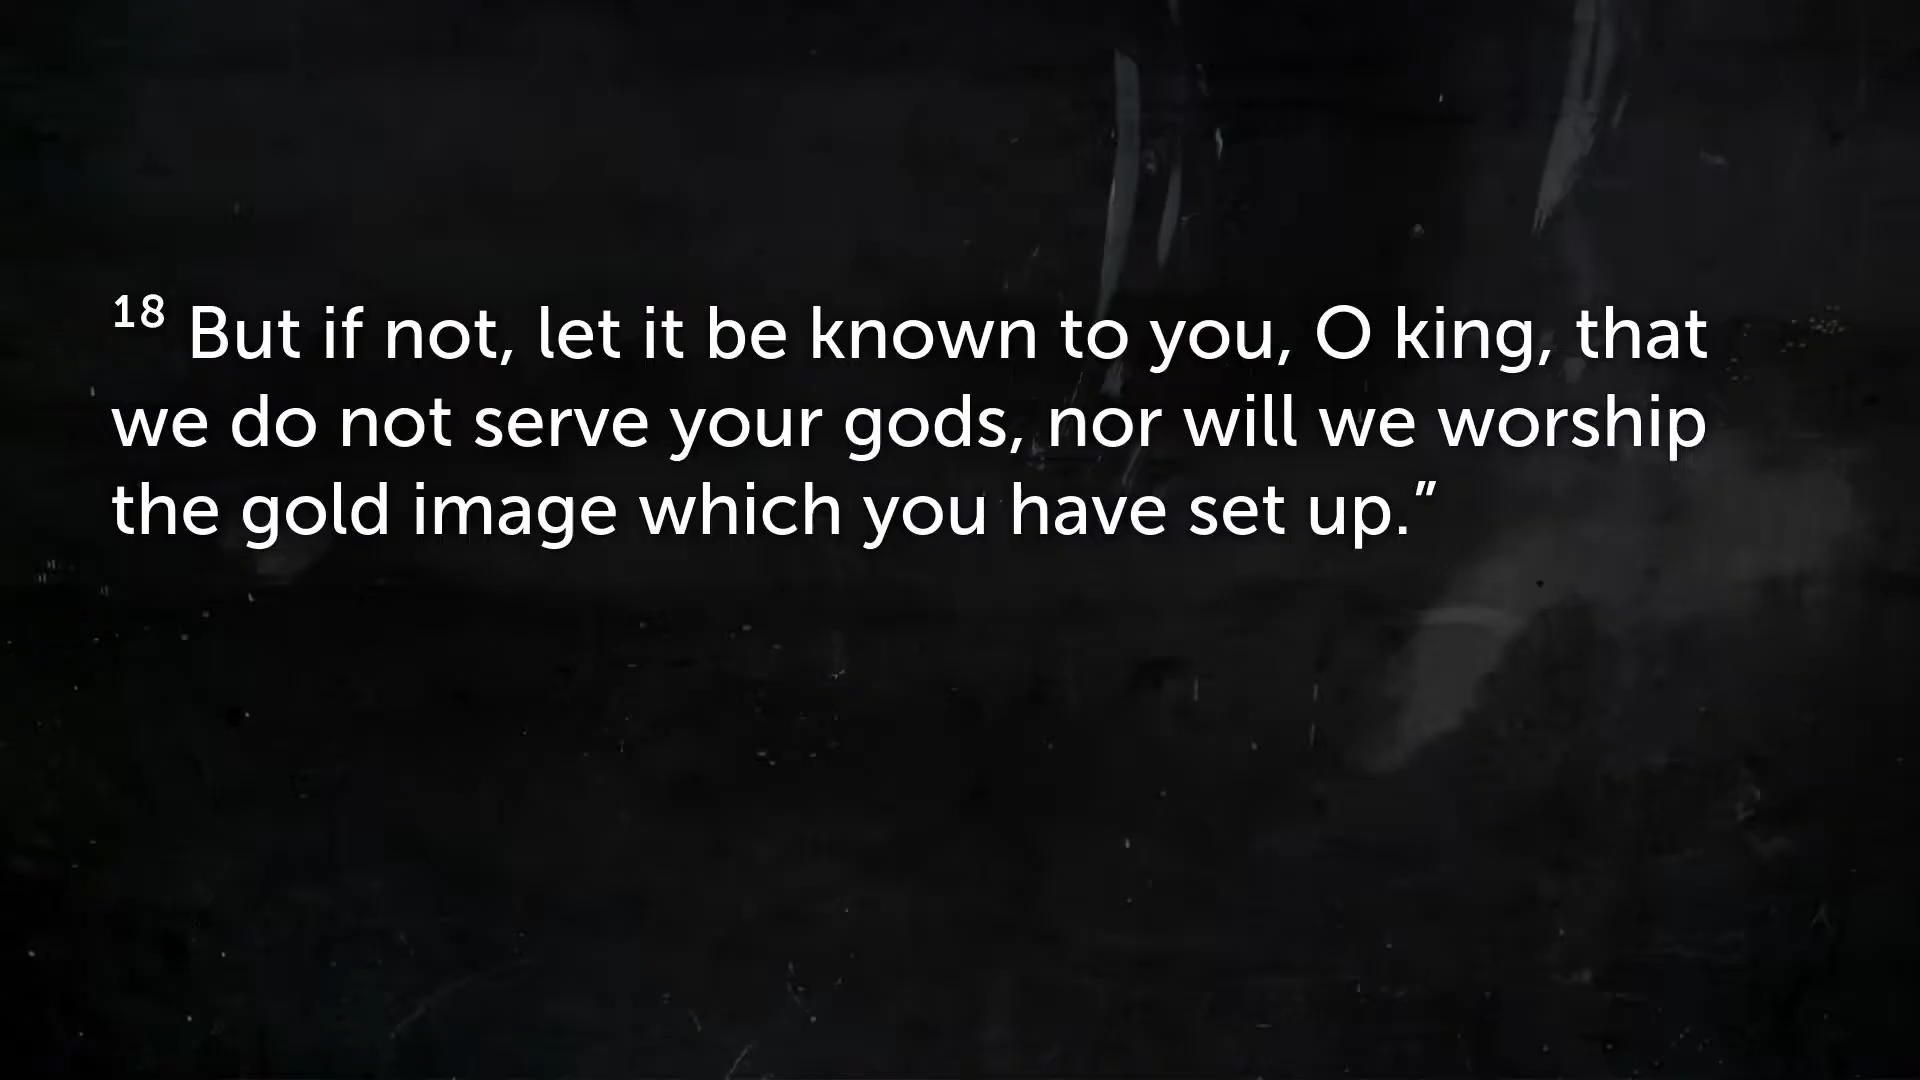 18 But if not, let it be known to you, O king, that
we do not serve your gods, nor will we worship
the gold image which you have set up.”